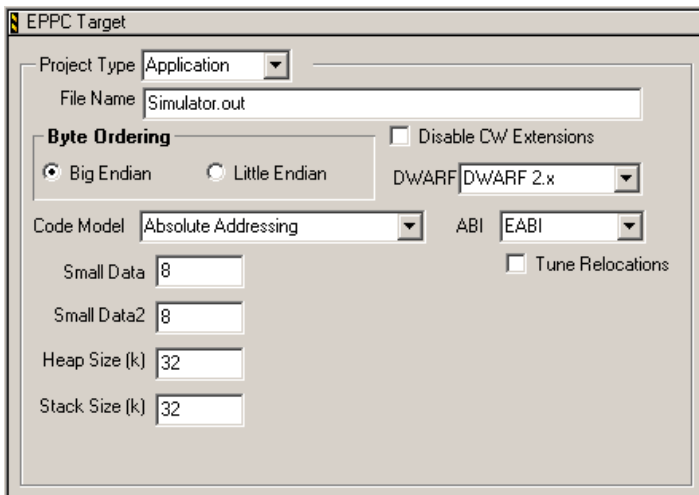 EPPC Target
Project Type Application
File Name Simulator.out
Byte Ordering
Disable CW Extensions
Big Endian Little Endian
DWARF DWARF 2.x
Code Model Absolute Addressing ABI EABI
Small Data 8 Tune Relocations
Small Data2 8
Heap Size (k) 32
Stack Size (k) 32